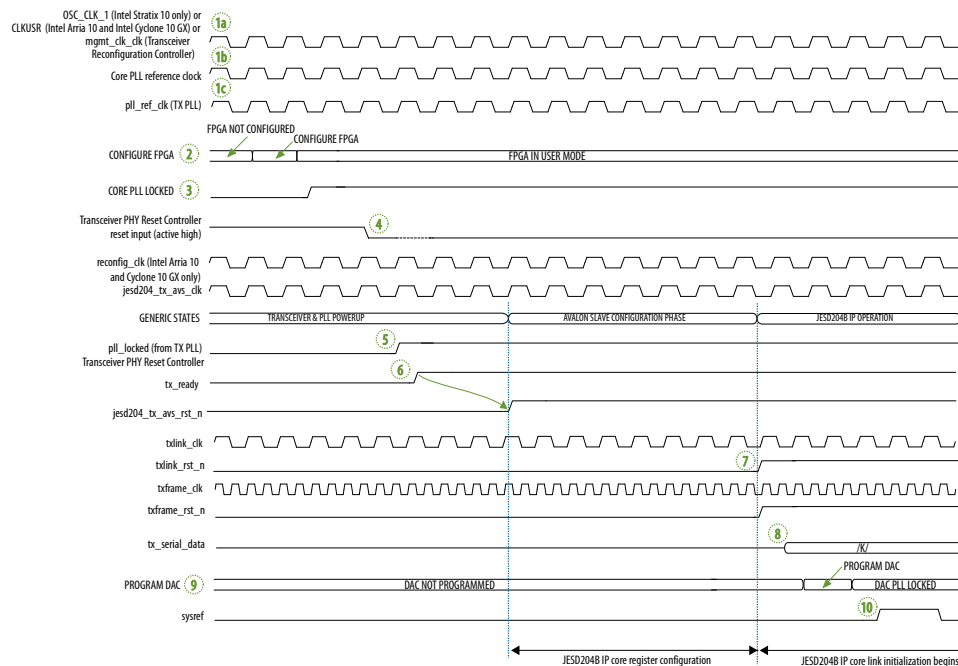 OSC_CLK_1 (Intel Stratix 10 only) or
CLKUSR (Intel Arria 10 and Intel Cyclone 10 GX) or
mgmt_clk_clk (Transceiver
Reconfiguration Controller)
1a
1b
Core PLL reference clock
1c
pll_ref_clk (TX PLL)
FPGA NOT CONFIGURED
CONFIGURE FPGA
CONFIGURE FPGA 2
FPGA IN USER MODE
CORE PLL LOCKED 3
Transceiver PHY Reset Controller
reset input (active high)
4
reconfig_clk (Intel Arria 10
and Cyclone 10 GX only)
jesd204_tx_avs_clk
GENERIC STATES
TRANSCEIVER & PLL POWERUP
AVALON SLAVE CONFIGURATION PHASE
JESD204B IP OPERATION
pll_locked (from TX PLL)
5
Transceiver PHY Reset Controller
tx_ready
6
jesd204_tx_avs_rst_n
txlink_clk
txlink_rst_n
7
txframe_clk
txframe_rst_n
tx_serial_data
8
/K/
PROGRAM DAC
PROGRAM DAC 9
DAC NOT PROGRAMMED
DAC PLL LOCKED
sysref
10
JESD204B IP core register configuration
JESD204B IP core link initialization begins